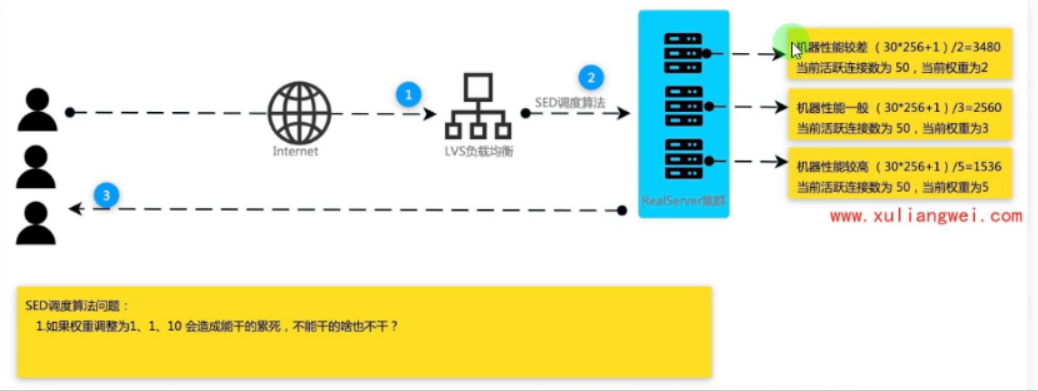 机器性能较差 （30*256+1）/2=3480
当前活跃连接数为 50，当前权重为2
1
2
SED调度算法
机器性能一般 （30*256+1）/3=2560
当前活跃连接数为 50，当前权重为3
Internet
LVS负载均衡
机器性能较高 （30*256+1）/5=1536
当前活跃连接数为 50，当前权重为5
3
RealServer集群
www.xuliangwei.com
SED调度算法问题：
1.如果权重调整为1、1、10 会造成能干的累死，不能干的啥也不干？